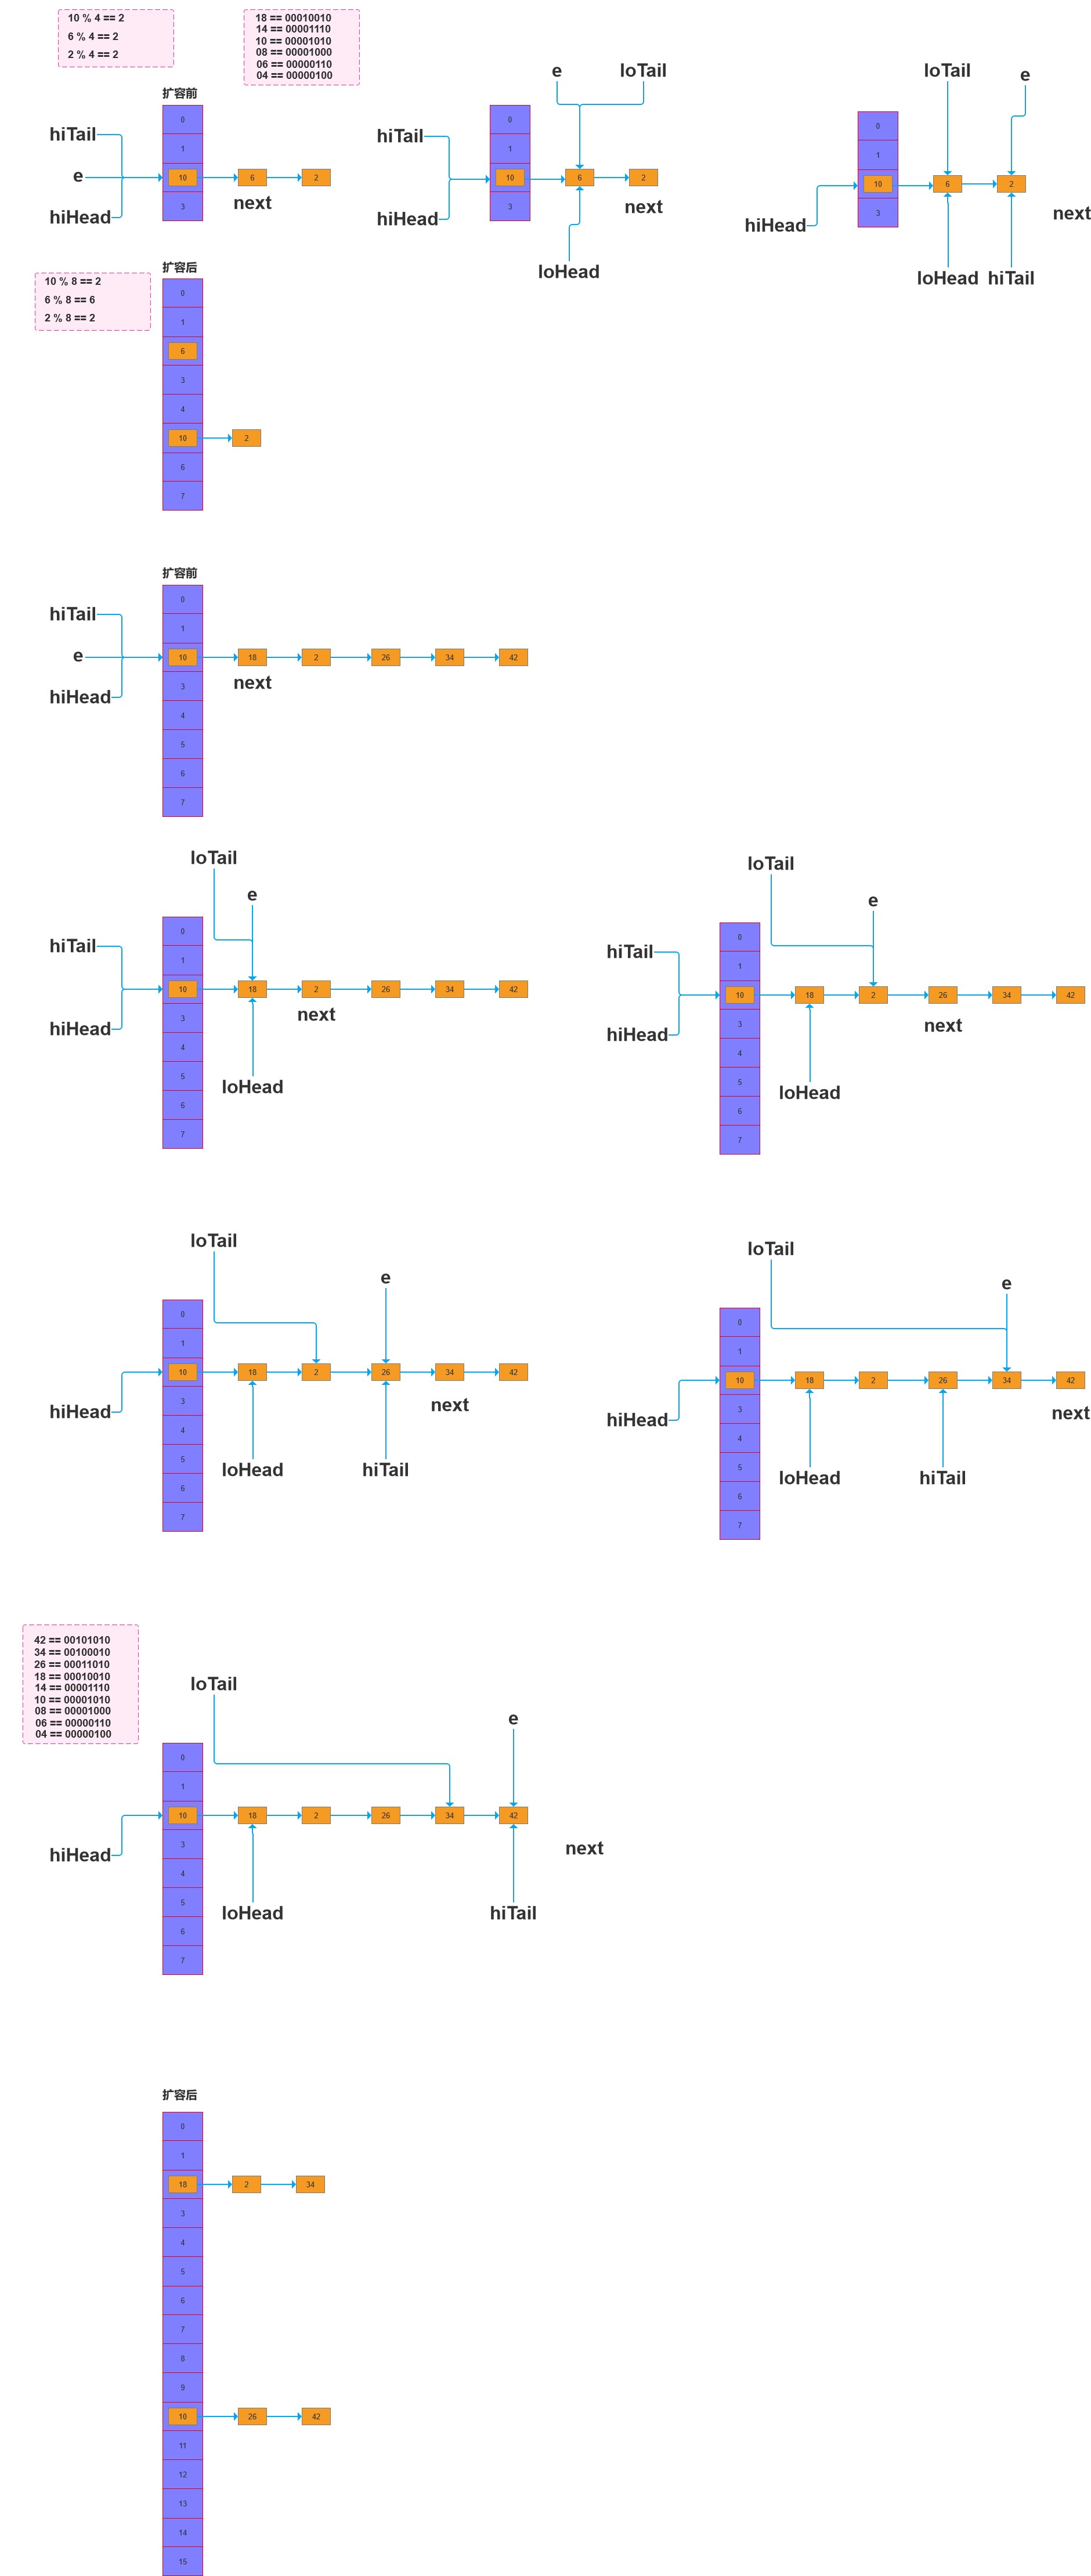 10 % 4 == 2
6 % 4 == 2
2 % 4 == 2
18 == 00010010
14 == 00001110
10 == 00001010
08 == 00001000
06 == 00000110
04 == 00000100
扩容前
hiTail
e
hiHead
0
1
10
3
6
2
next
e
loTail
hiTail
hiHead
0
1
10
3
6
2
next
loHead
loTail
e
hiHead
0
1
10
3
6
2
next
loHead
hiTail
10 % 8 == 2
6 % 8 == 6
2 % 8 == 2
扩容后
0
1
6
3
4
10
2
6
7
扩容前
hiTail
e
hiHead
0
1
10
18
2
26
34
42
next
3
4
5
6
7
loTail
e
hiTail
hiHead
0
1
10
18
2
26
34
42
next
3
4
5
6
7
loHead
loTail
e
hiTail
hiHead
0
1
10
18
2
26
34
42
next
3
4
5
6
7
loHead
loTail
e
hiHead
0
1
10
18
2
26
34
42
next
3
4
5
6
7
loHead
hiTail
loTail
e
hiHead
0
1
10
18
2
26
34
42
next
3
4
5
6
7
loHead
hiTail
42 == 00101010
34 == 00100010
26 == 00011010
18 == 00010010
14 == 00001110
10 == 00001010
08 == 00001000
06 == 00000110
04 == 00000100
loTail
e
hiHead
0
1
10
18
2
26
34
42
next
3
4
5
6
7
loHead
hiTail
扩容后
0
1
18
2
34
3
4
5
6
7
8
9
10
26
42
11
12
13
14
15